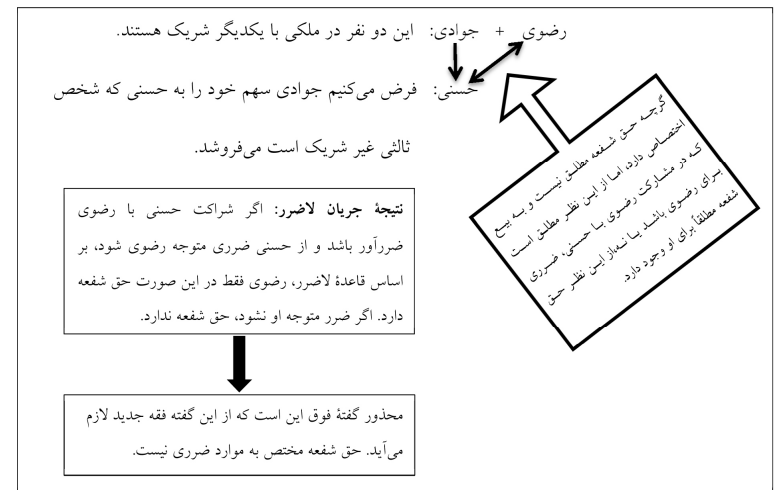 رضوی + جوادی: این دو نفر در ملکی با یکدیگر شریک هستند.
حسنی: فرض می‌کنیم جوادی سهم خود را به حسنی که شخص
ثالثی غیر شریک است می‌فروشد.
گرچه حق شفعه مطلق نیست و به بیع
اختصاص دارد، اما از این نظر مطلق است
که در مشارکت رضوی با حسنی، ضرری
برای رضوی باشد یا نه،از این نظر حق
شفعه مطلقاً برای او وجود دارد.
نتیجهٔ جریان لاضرر: اگر شراکت حسنی با رضوی
ضررآور باشد و از حسنی ضرری متوجه رضوی شود، بر
اساس قاعدهٔ لاضرر، رضوی فقط در این صورت حق شفعه
دارد. اگر ضرر متوجه او نشود، حق شفعه ندارد.
محذور گفتهٔ فوق این است که از این گفته فقه جدید لازم
می‌آید. حق شفعه مختص به موارد ضرری نیست.